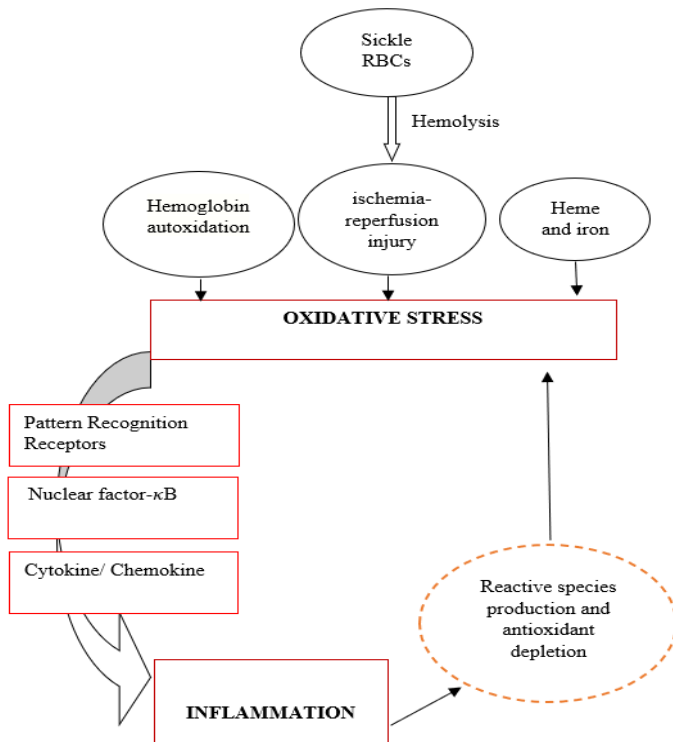 Sickle
RBCs
Hemolysis
Hemoglobin
autoxidation
ischemia-
reperfusion
injury
Heme
and iron
OXIDATIVE STRESS
Pattern Recognition
Receptors
Nuclear factor-κB
Cytokine/ Chemokine
Reactive species
production and
antioxidant
depletion
INFLAMMATION